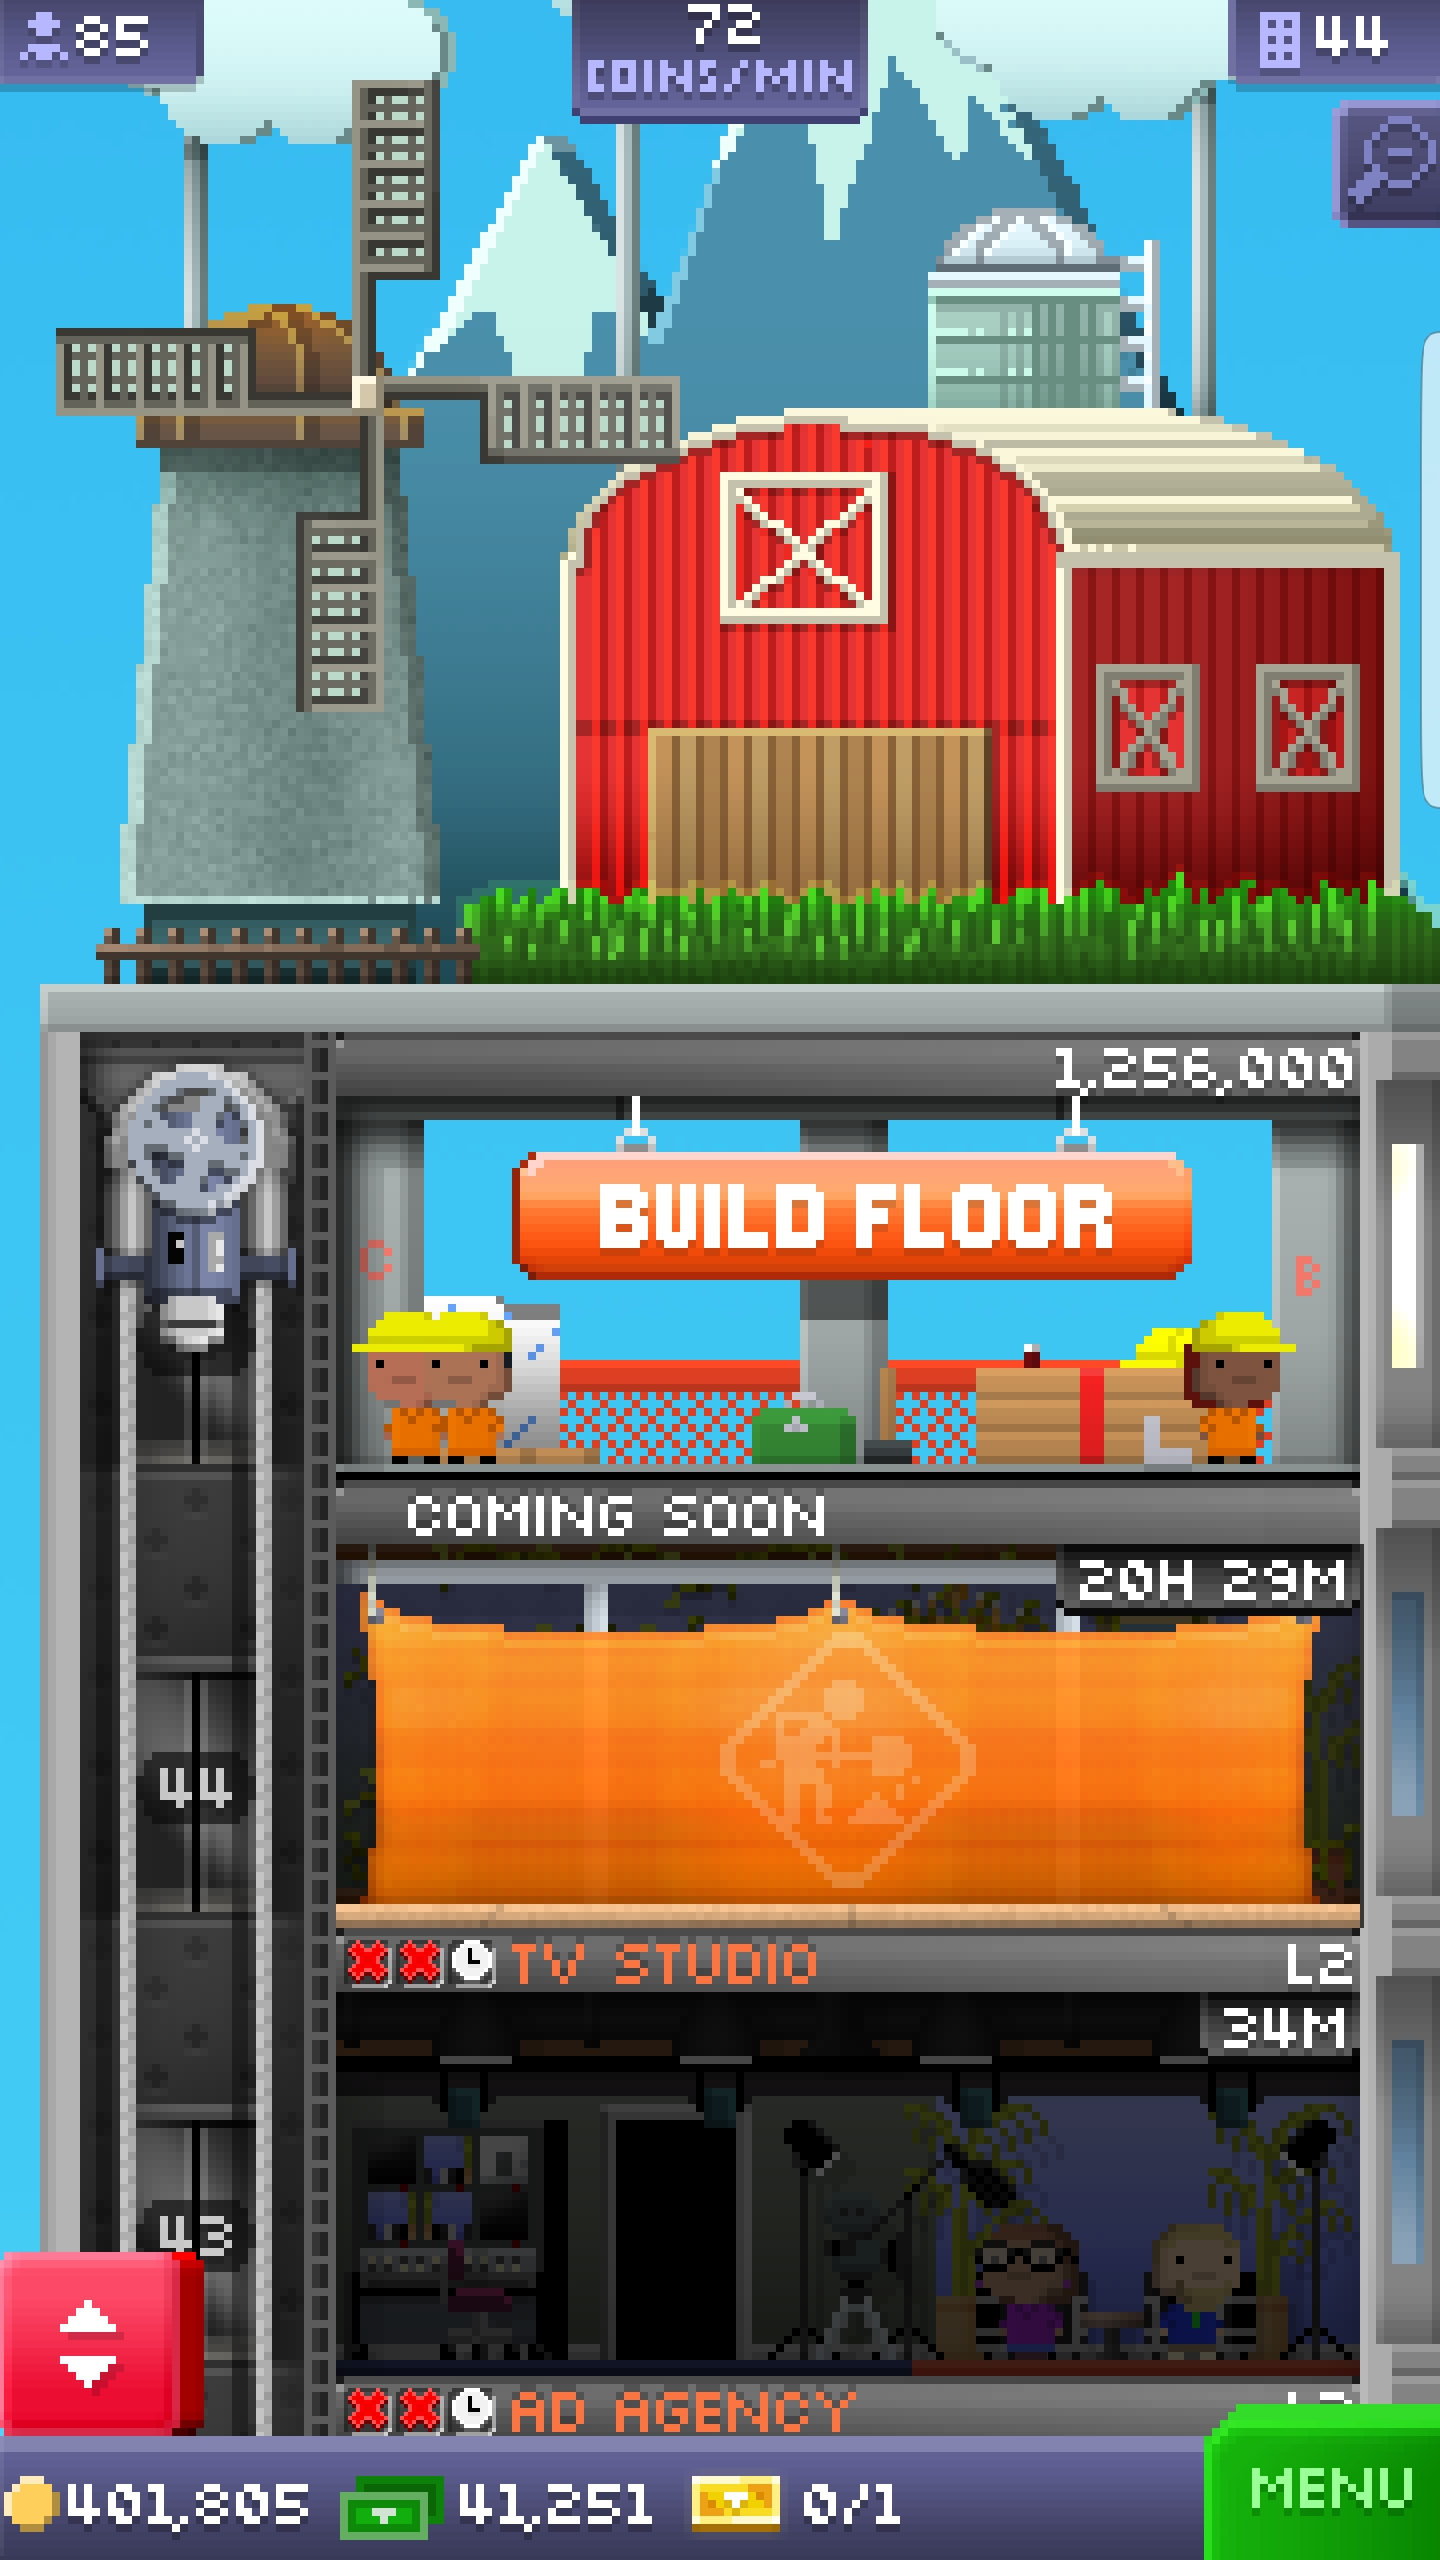 85
72
COINS/MIN
44
1,256,000
BUILD FLOOR
C
B
COMING SOON
20H 29M
44
TV STUDIO
L2
34M
43
AD AGENCY
401,805
41,251
0/1
MENU